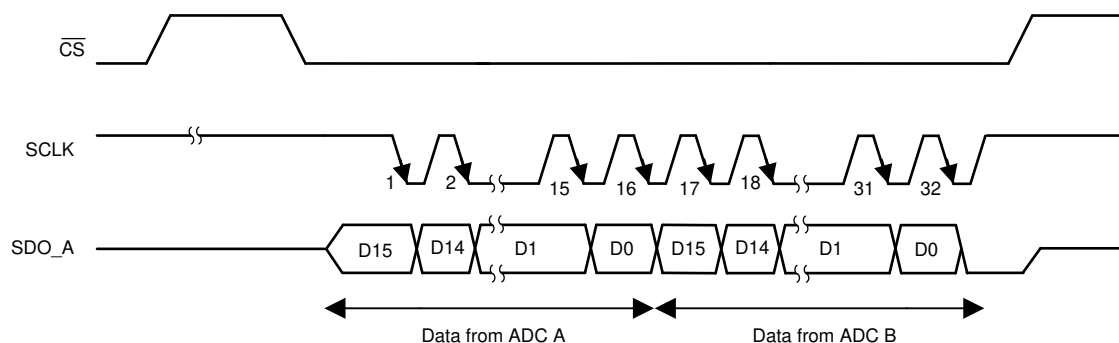 C̅S̅
SCLK
1 2 15 16 17 18 31 32
SDO_A
D15 D14 D1 D0 D15 D14 D1 D0
Data from ADC A Data from ADC B